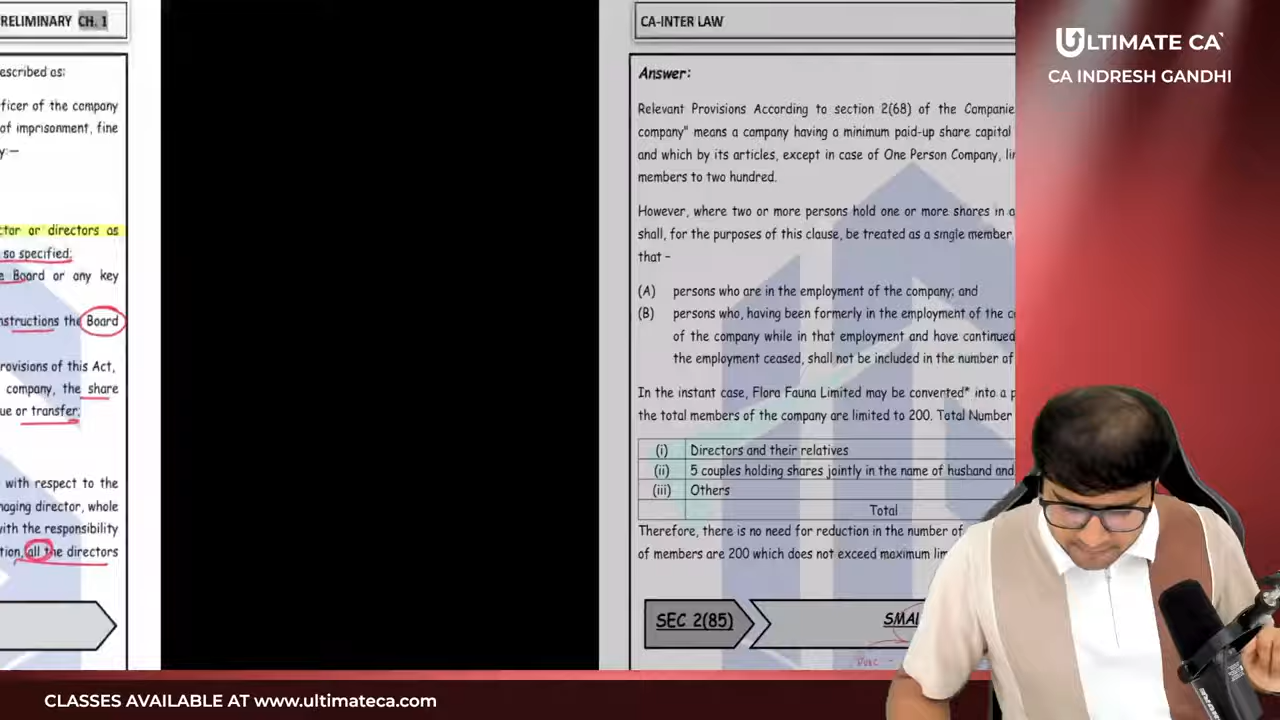 RELIMINARY CH. 1
escribed as:
ficer of the company
of imprisonment, fine
y:—
ctor or directors as
so specified;
e Board or any key
nstructions the Board
rovisions of this Act,
company, the share
ue or transfer;
with respect to the
naging director, whole
with the responsibility
tion, all the directors
CA-INTER LAW
Answer:
Relevant Provisions According to section 2(68) of the Companie
company" means a company having a minimum paid-up share capital
and which by its articles, except in case of One Person Company, lim
members to two hundred.
However, where two or more persons hold one or more shares in a
shall, for the purposes of this clause, be treated as a single member
that –
(A) persons who are in the employment of the company; and
(B) persons who, having been formerly in the employment of the co
of the company while in that employment and have continued
the employment ceased, shall not be included in the number of
In the instant case, Flora Fauna Limited may be converted* into a p
the total members of the company are limited to 200. Total Number
(i) Directors and their relatives
(ii) 5 couples holding shares jointly in the name of husband and
(iii) Others
Total
Therefore, there is no need for reduction in the number of
of members are 200 which does not exceed maximum lim
SEC 2(85)
SMAL
ULTIMATE CA
CA INDRESH GANDHI
CLASSES AVAILABLE AT www.ultimateca.com